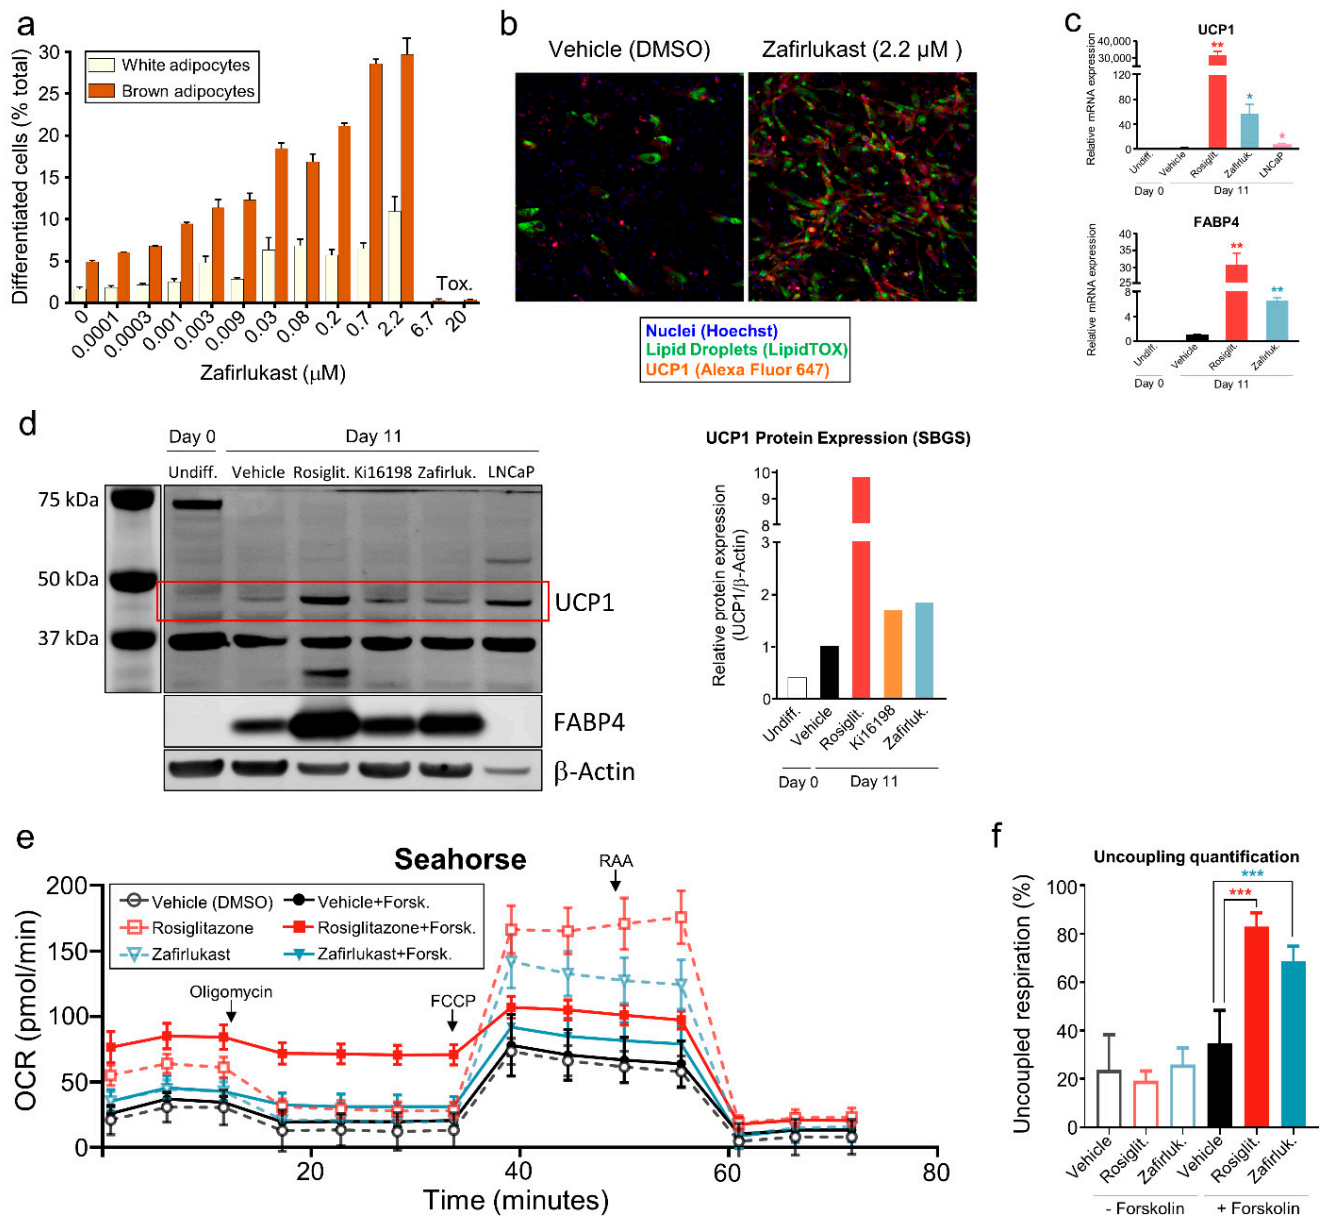 a
30
25
20
15
10
5
0
Differentiated cells (% total)
White adipocytes
Brown adipocytes
Tox.
0
0.0001
0.0003
0.001
0.003
0.009
0.03
0.08
0.2
0.7
2.2
6.7
20
Zafirlukast (μM)
b
Vehicle (DMSO)
Zafirlukast (2.2 μM )
Nuclei (Hoechst)
Lipid Droplets (LipidTOX)
UCP1 (Alexa Fluor 647)
c
UCP1
Relative mRNA expression
40,000
30,000
120
80
40
0
**
*
*
Undiff.
Vehicle
Rosiglit.
Zafirluk.
LNCaP
Day 0
Day 11
FABP4
Relative mRNA expression
40
35
30
25
8
4
0
**
**
Undiff.
Vehicle
Rosiglit.
Zafirluk.
Day 0
Day 11
d
Day 0
Day 11
Undiff. Vehicle Rosiglit. Ki16198 Zafirluk. LNCaP
75 kDa
50 kDa
37 kDa
UCP1
FABP4
β-Actin
UCP1 Protein Expression (SBGS)
Relative protein expression
(UCP1/β-Actin)
10
9
8
3
2
1
0
Undiff.
Vehicle
Rosiglit.
Ki16198
Zafirluk.
Day 0
Day 11
e
Seahorse
OCR (pmol/min)
200
150
100
50
0
Vehicle (DMSO)
Rosiglitazone
Zafirlukast
Vehicle+Forsk.
Rosiglitazone+Forsk.
Zafirlukast+Forsk.
Oligomycin
FCCP
RAA
20
40
60
80
Time (minutes)
f
Uncoupling quantification
Uncoupled respiration (%)
100
80
60
40
20
0
***
***
Vehicle
Rosiglit.
Zafirluk.
Vehicle
Rosiglit.
Zafirluk.
- Forskolin
+ Forskolin